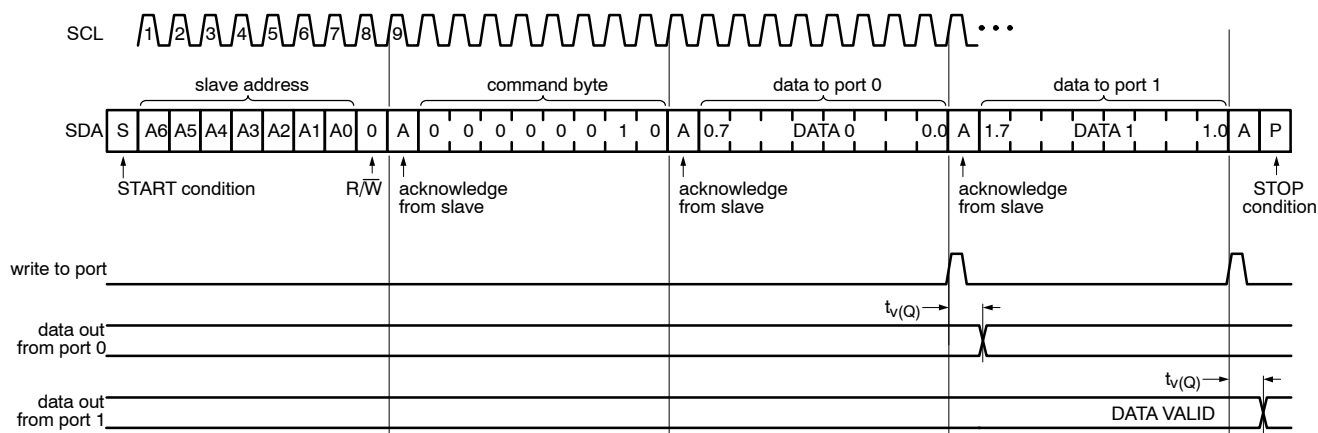 SCL 1 2 3 4 5 6 7 8 9 •••
slave address command byte data to port 0 data to port 1
SDA S A6 A5 A4 A3 A2 A1 A0 0 A 0 0 0 0 0 0 1 0 A 0.7 DATA 0 0.0 A 1.7 DATA 1 1.0 A P
START condition R/W̅ acknowledge from slave acknowledge from slave acknowledge from slave STOP condition
write to port
tv(Q)
data out
from port 0
tv(Q)
data out
from port 1 DATA VALID